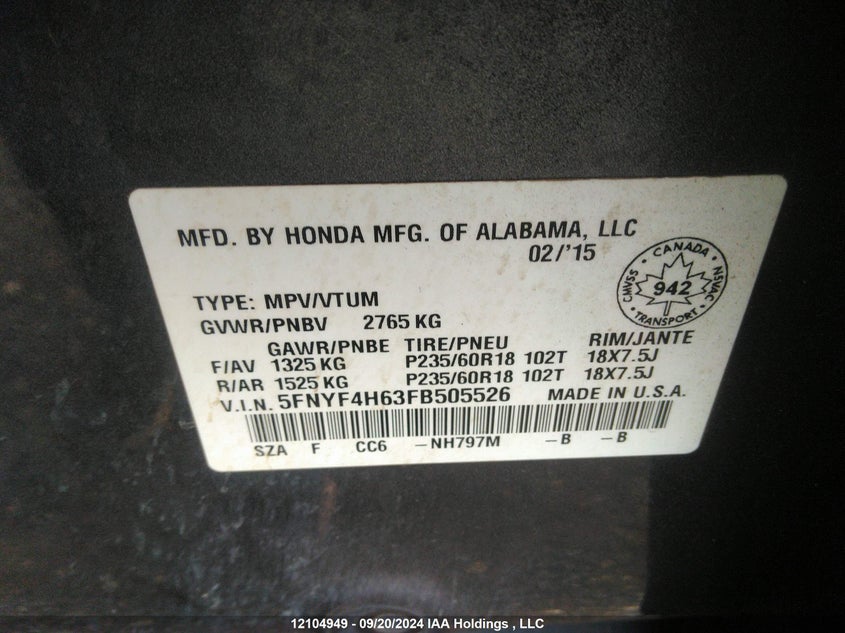 MFD. BY HONDA MFG. OF ALABAMA, LLC
02/'15
CANADA
CMVSS 942 NSVAC
TRANSPORT
TYPE: MPV/VTUM
GVWR/PNBV 2765 KG
GAWR/PNBE TIRE/PNEU RIM/JANTE
F/AV 1325 KG P235/60R18 102T 18X7.5J
R/AR 1525 KG P235/60R18 102T 18X7.5J
V.I.N. 5FNYF4H63FB505526 MADE IN U.S.A.
SZA F CC6 -NH797M -B -B
12104949 - 09/20/2024 IAA Holdings , LLC